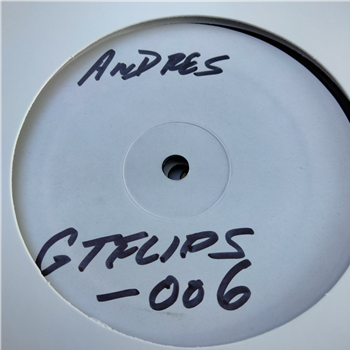 ANDRES
GTFLIPS
-006